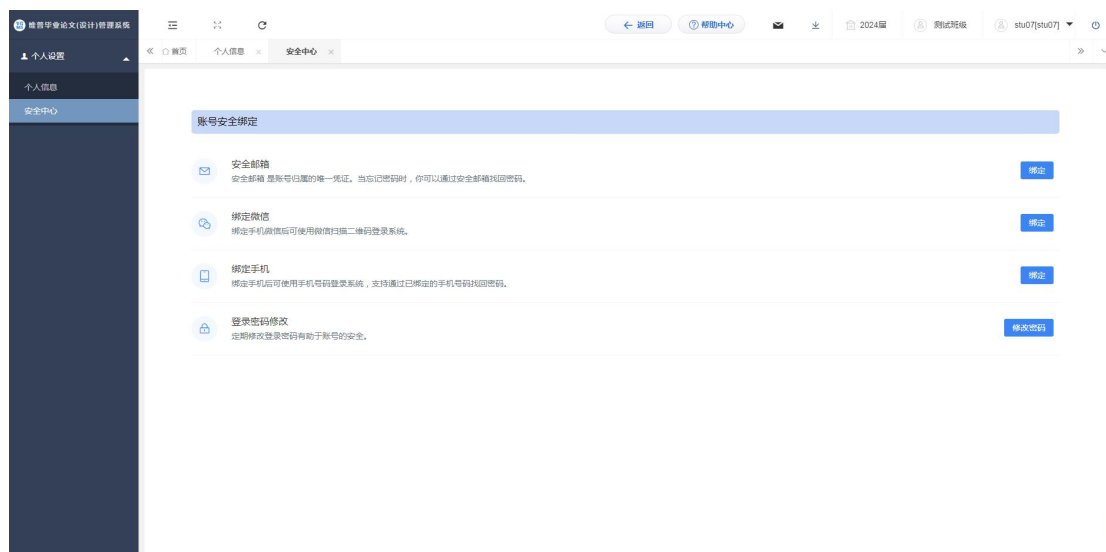 维普毕业论文(设计)管理系统
返回
帮助中心
2024届
测试班级
stu07[stu07]
个人设置
首页
个人信息
安全中心
个人信息
安全中心
账号安全绑定
安全邮箱
安全邮箱 是账号归属的唯一凭证。当忘记密码时，你可以通过安全邮箱找回密码。
绑定
绑定微信
绑定手机微信后可使用微信扫描二维码登录系统。
绑定
绑定手机
绑定手机后可使用手机号码登录系统，支持通过已绑定的手机号码找回密码。
绑定
登录密码修改
定期修改登录密码有助于账号的安全。
修改密码